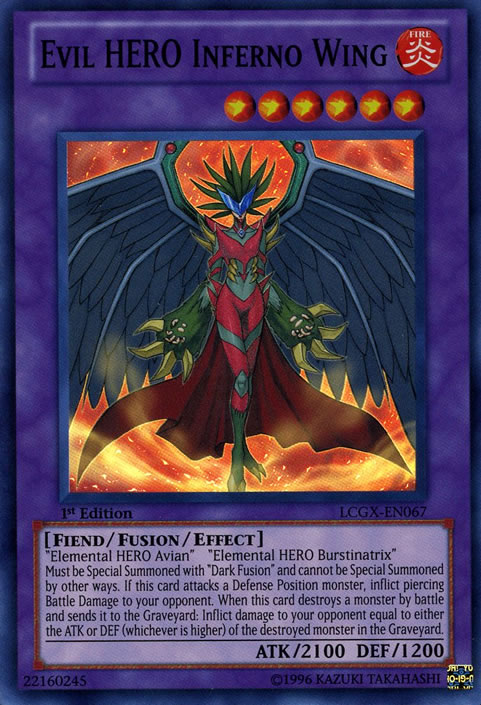 EVIL HERO INFERNO WING
FIRE
炎
1st Edition
LCGX-EN067
[FIEND/FUSION/EFFECT]
"Elemental HERO Avian" "Elemental HERO Burstinatrix"
Must be Special Summoned with "Dark Fusion" and cannot be Special Summoned
by other ways. If this card attacks a Defense Position monster, inflict piercing
Battle Damage to your opponent. When this card destroys a monster by battle
and sends it to the Graveyard: Inflict damage to your opponent equal to either
the ATK or DEF (whichever is higher) of the destroyed monster in the Graveyard.
ATK/2100 DEF/1200
22160245
©1996 KAZUKI TAKAHASHI